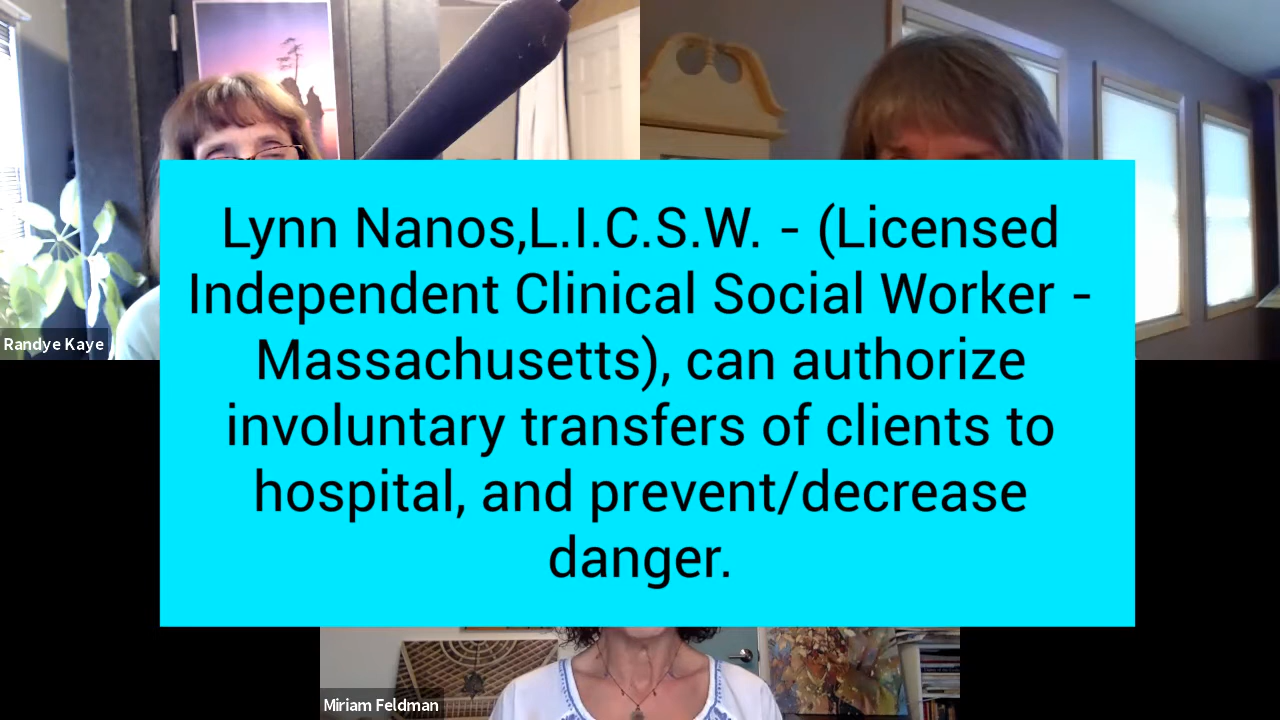 Randye Kaye
Lynn Nanos,L.I.C.S.W. - (Licensed
Independent Clinical Social Worker -
Massachusetts), can authorize
involuntary transfers of clients to
hospital, and prevent/decrease
danger.
Miriam Feldman